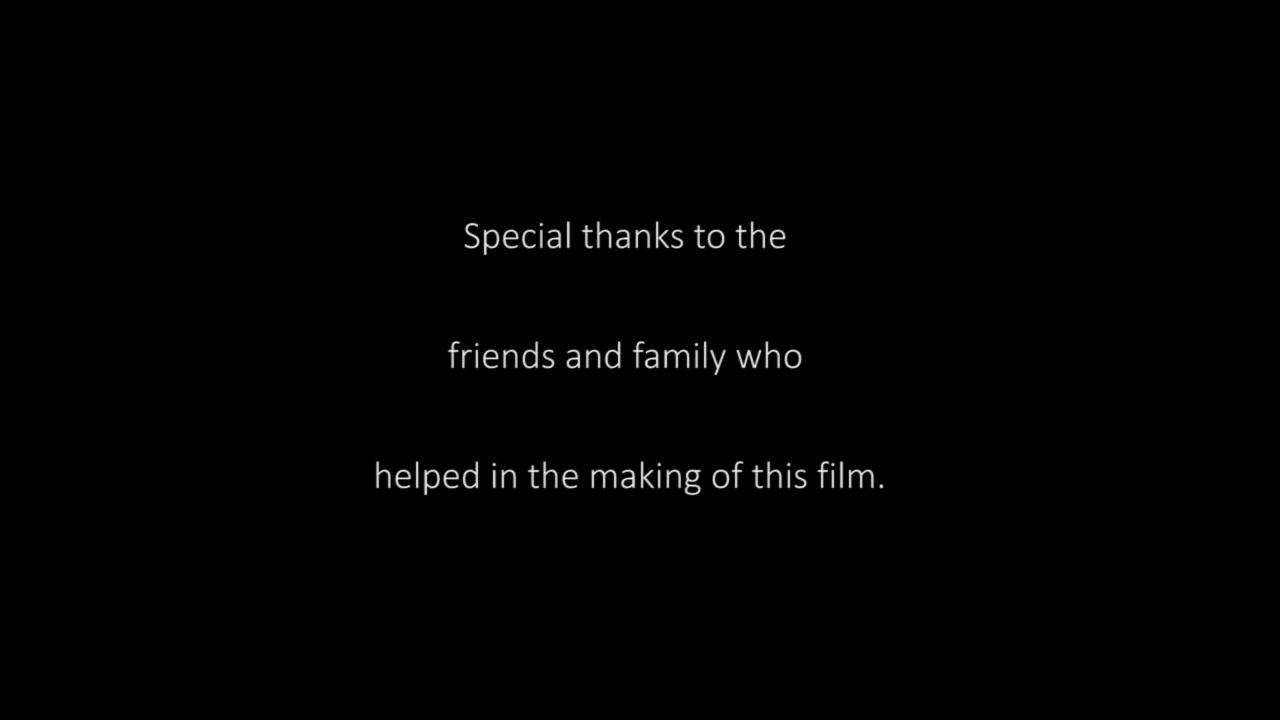 Special thanks to the
friends and family who
helped in the making of this film.